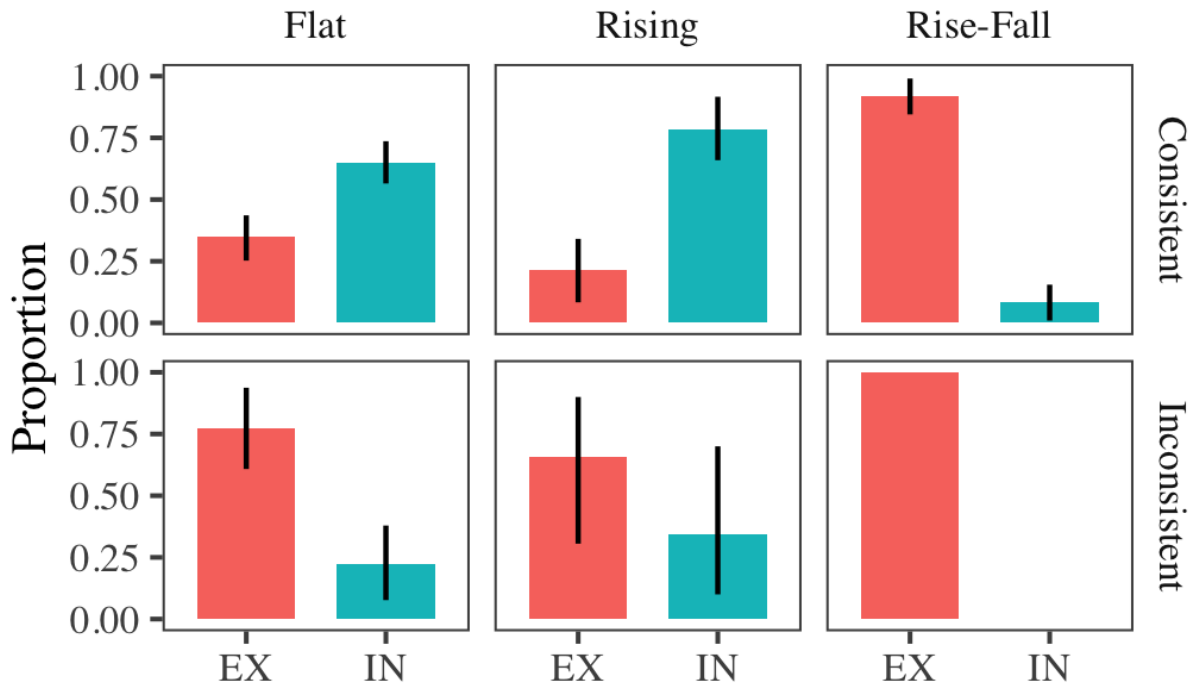 Flat Rising Rise-Fall
1.00
0.75
0.50
0.25
0.00
Consistent
1.00
0.75
0.50
0.25
0.00
Inconsistent
Proportion
EX IN EX IN EX IN